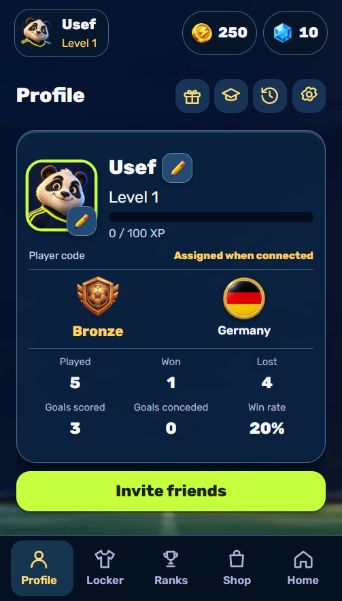 Usef
Level 1
250
10
Profile
Usef
Level 1
0 / 100 XP
Player code Assigned when connected
Bronze Germany
Played Won Lost
5 1 4
Goals scored Goals conceded Win rate
3 0 20%
Invite friends
Profile Locker Ranks Shop Home